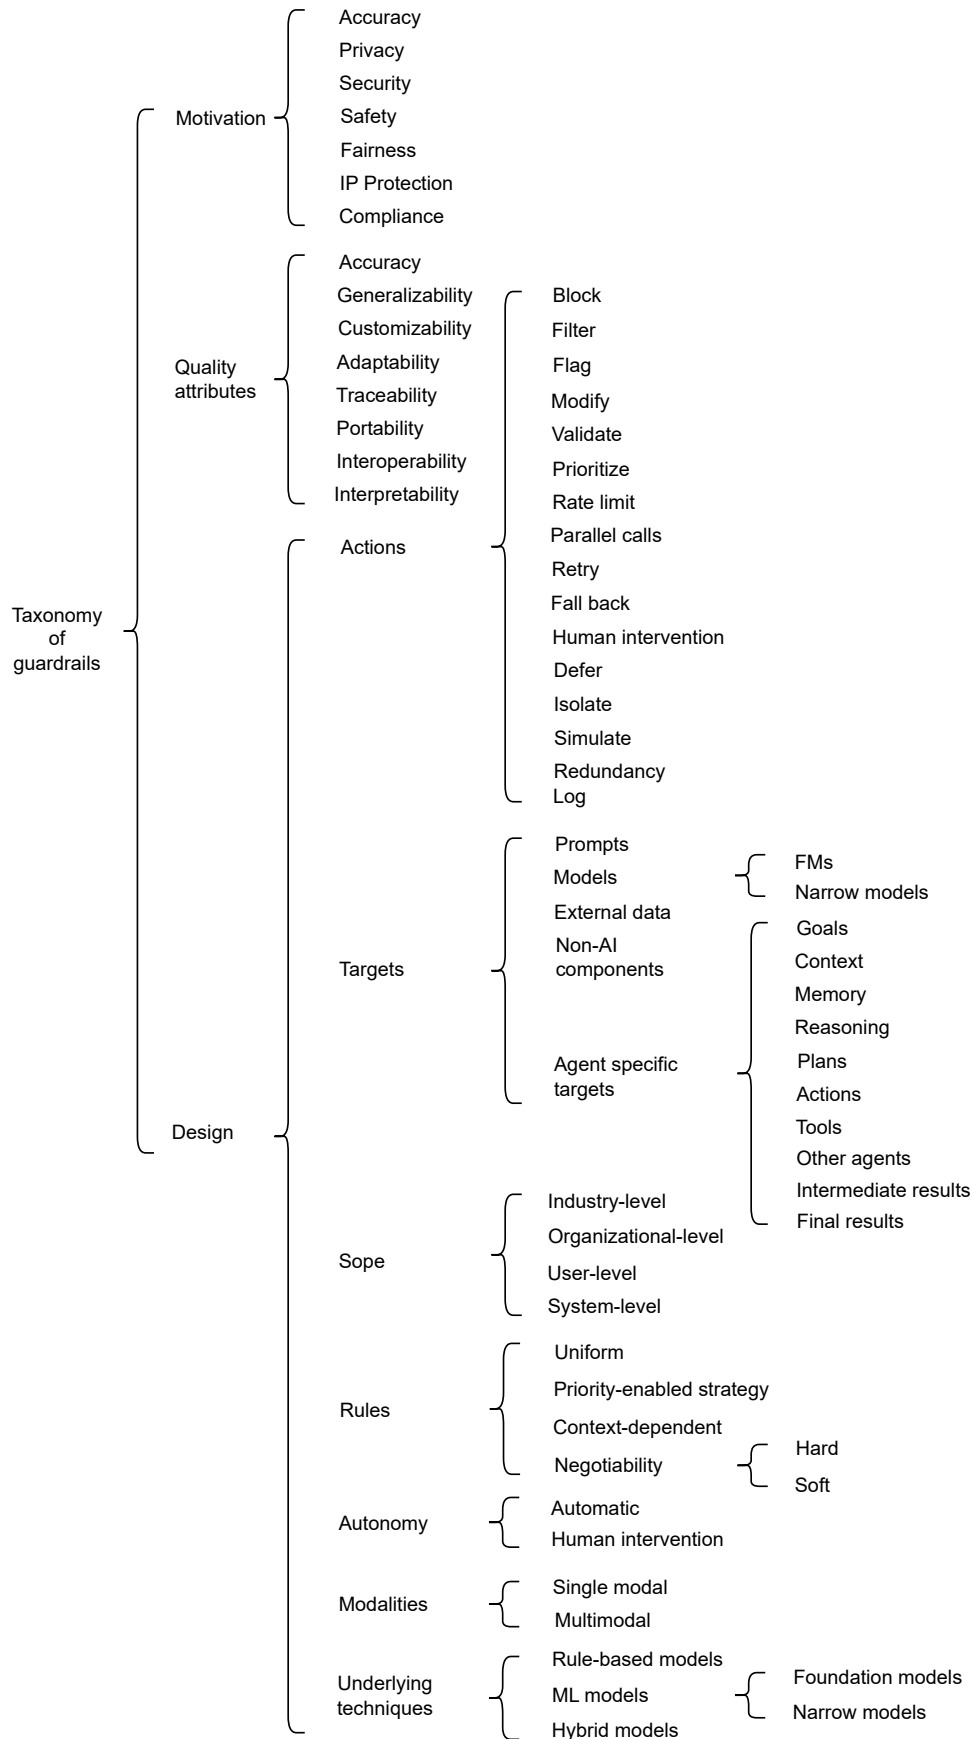 Taxonomy
of
guardrails
Motivation
Accuracy
Privacy
Security
Safety
Fairness
IP Protection
Compliance
Quality
attributes
Accuracy
Generalizability
Customizability
Adaptability
Traceability
Portability
Interoperability
Interpretability
Design
Actions
Block
Filter
Flag
Modify
Validate
Prioritize
Rate limit
Parallel calls
Retry
Fall back
Human intervention
Defer
Isolate
Simulate
Redundancy
Log
Targets
Prompts
Models
FMs
Narrow models
External data
Non-AI
components
Agent specific
targets
Goals
Context
Memory
Reasoning
Plans
Actions
Tools
Other agents
Intermediate results
Final results
Sope
Industry-level
Organizational-level
User-level
System-level
Rules
Uniform
Priority-enabled strategy
Context-dependent
Negotiability
Hard
Soft
Autonomy
Automatic
Human intervention
Modalities
Single modal
Multimodal
Underlying
techniques
Rule-based models
ML models
Foundation models
Narrow models
Hybrid models